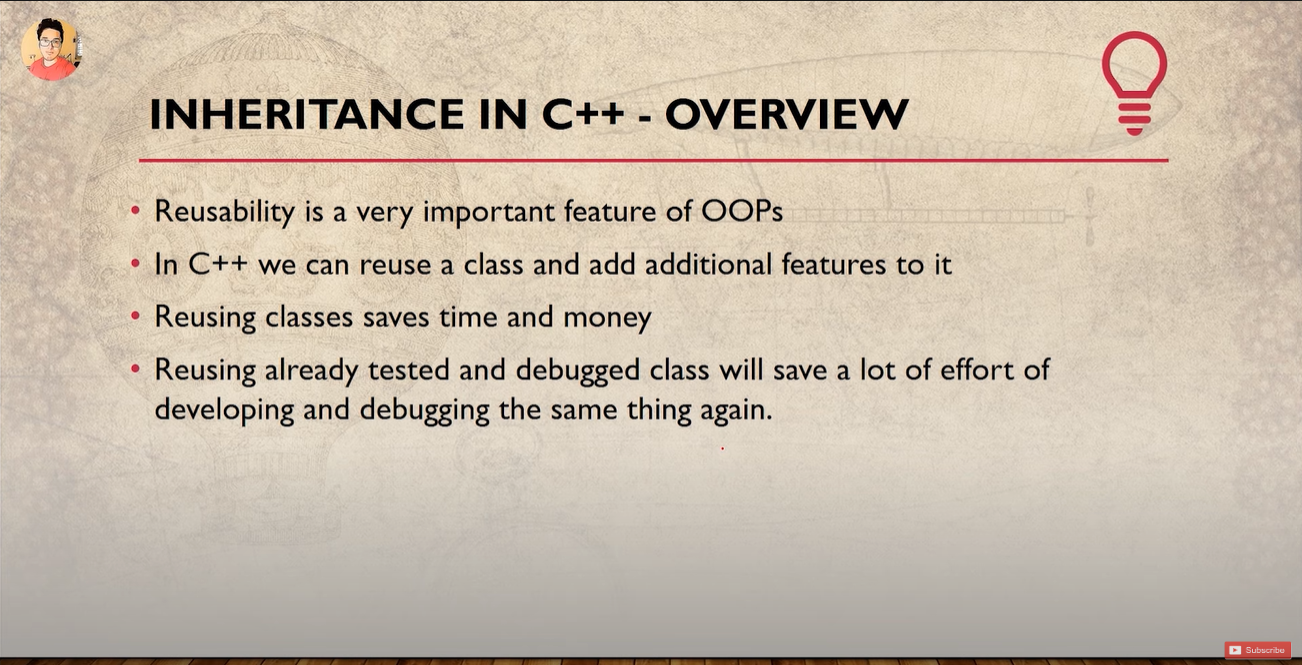 INHERITANCE IN C++ - OVERVIEW
• Reusability is a very important feature of OOPs
• In C++ we can reuse a class and add additional features to it
• Reusing classes saves time and money
• Reusing already tested and debugged class will save a lot of effort of
developing and debugging the same thing again.
Subscribe